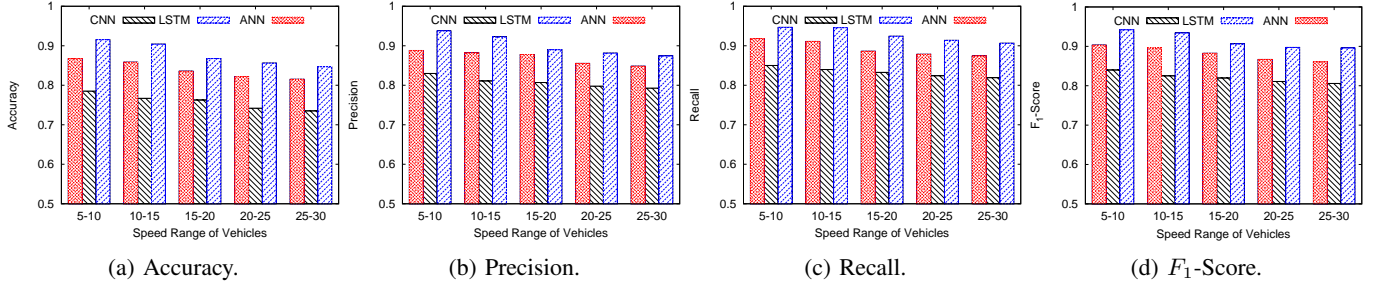 CNN LSTM ANN
1
0.9
0.8
0.7
0.6
0.5
Accuracy
5-10 10-15 15-20 20-25 25-30
Speed Range of Vehicles
(a) Accuracy.
CNN LSTM ANN
1
0.9
0.8
0.7
0.6
0.5
Precision
5-10 10-15 15-20 20-25 25-30
Speed Range of Vehicles
(b) Precision.
CNN LSTM ANN
1
0.9
0.8
0.7
0.6
0.5
Recall
5-10 10-15 15-20 20-25 25-30
Speed Range of Vehicles
(c) Recall.
CNN LSTM ANN
1
0.9
0.8
0.7
0.6
0.5
F₁-Score
5-10 10-15 15-20 20-25 25-30
Speed Range of Vehicles
(d) F₁-Score.